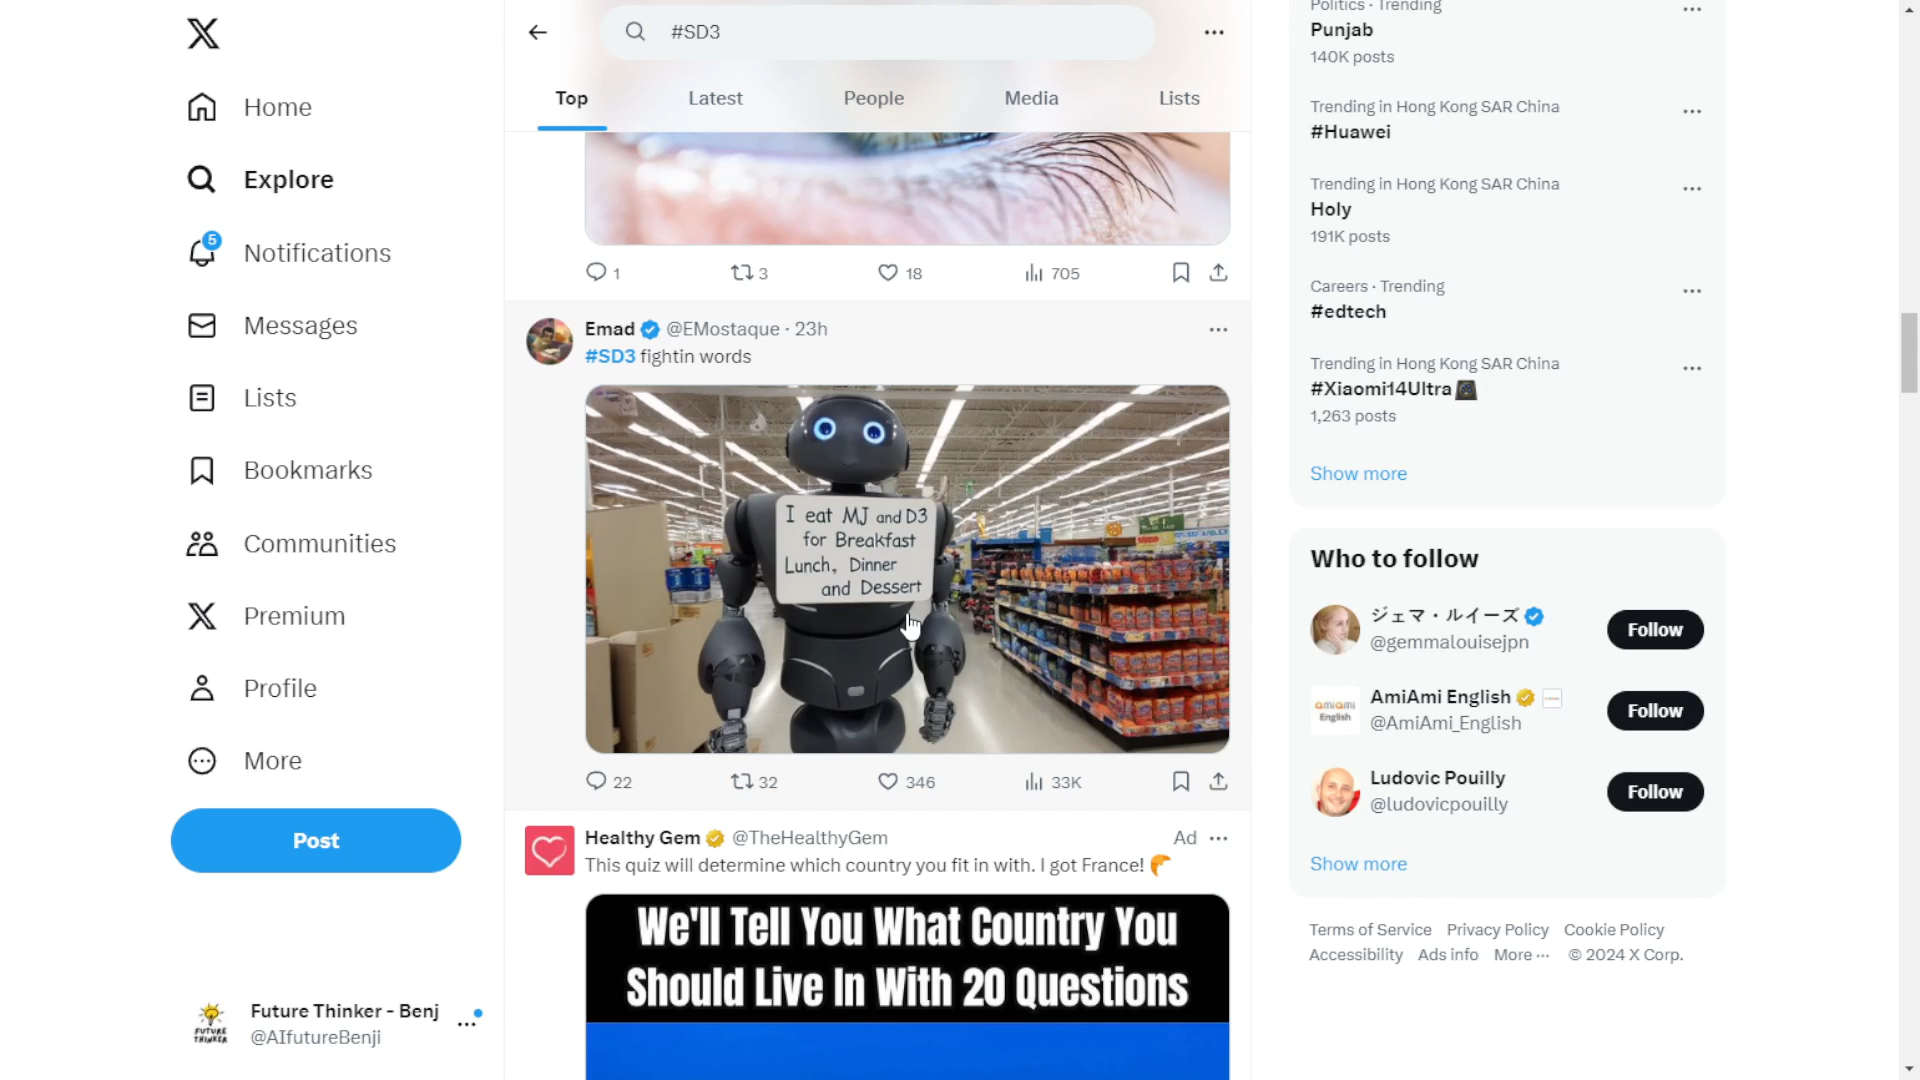 Home
Explore
5
Notifications
Messages
Lists
Bookmarks
Communities
Premium
Profile
More
Post
Future Thinker - Benj
@AIfutureBenji
FUTURE
THINKER
#SD3
Top
Latest
People
Media
Lists
1
3
18
705
Emad @EMostaque · 23h
#SD3 fightin words
I eat MJ and D3
for Breakfast
Lunch, Dinner
and Dessert
22
32
346
33K
Healthy Gem @TheHealthyGem
Ad
This quiz will determine which country you fit in with. I got France!
We'll Tell You What Country You
Should Live In With 20 Questions
Politics · Trending
Punjab
140K posts
Trending in Hong Kong SAR China
#Huawei
Trending in Hong Kong SAR China
Holy
191K posts
Careers · Trending
#edtech
Trending in Hong Kong SAR China
#Xiaomi14Ultra
1,263 posts
Show more
Who to follow
ジェマ・ルイーズ
@gemmalouisejpn
Follow
amiami
English
AmiAmi English
@AmiAmi_English
Follow
Ludovic Pouilly
@ludovicpouilly
Follow
Show more
Terms of Service Privacy Policy Cookie Policy
Accessibility Ads info More ··· © 2024 X Corp.